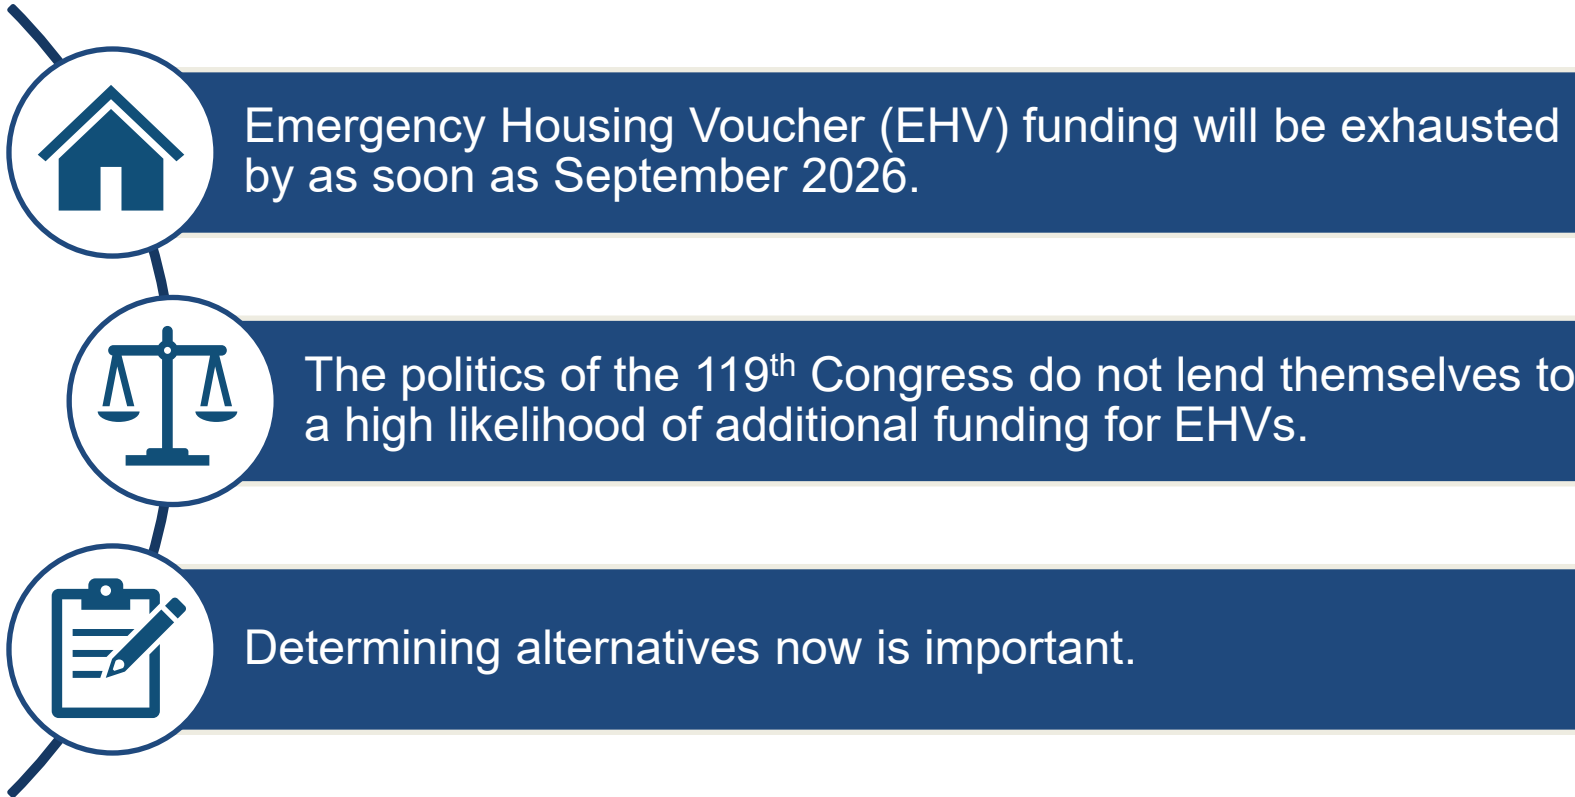 Emergency Housing Voucher (EHV) funding will be exhausted
by as soon as September 2026.
The politics of the 119th Congress do not lend themselves to
a high likelihood of additional funding for EHVs.
Determining alternatives now is important.